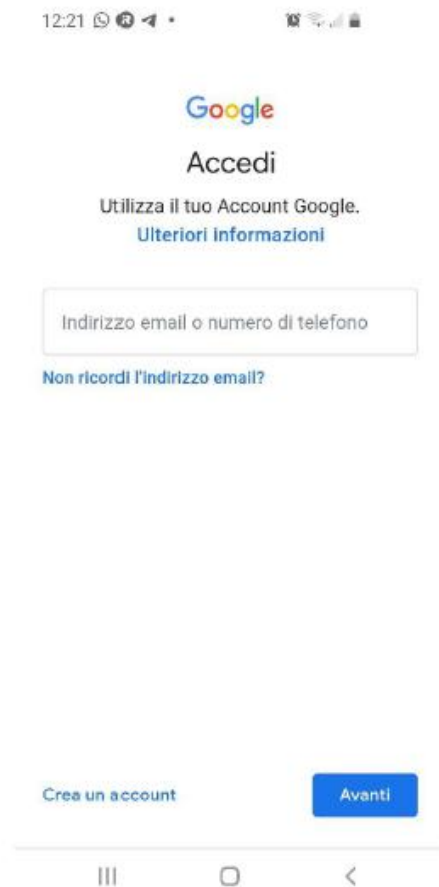 12:21
Google
Accedi
Utilizza il tuo Account Google.
Ulteriori informazioni
Indirizzo email o numero di telefono
Non ricordi l'indirizzo email?
Crea un account
Avanti